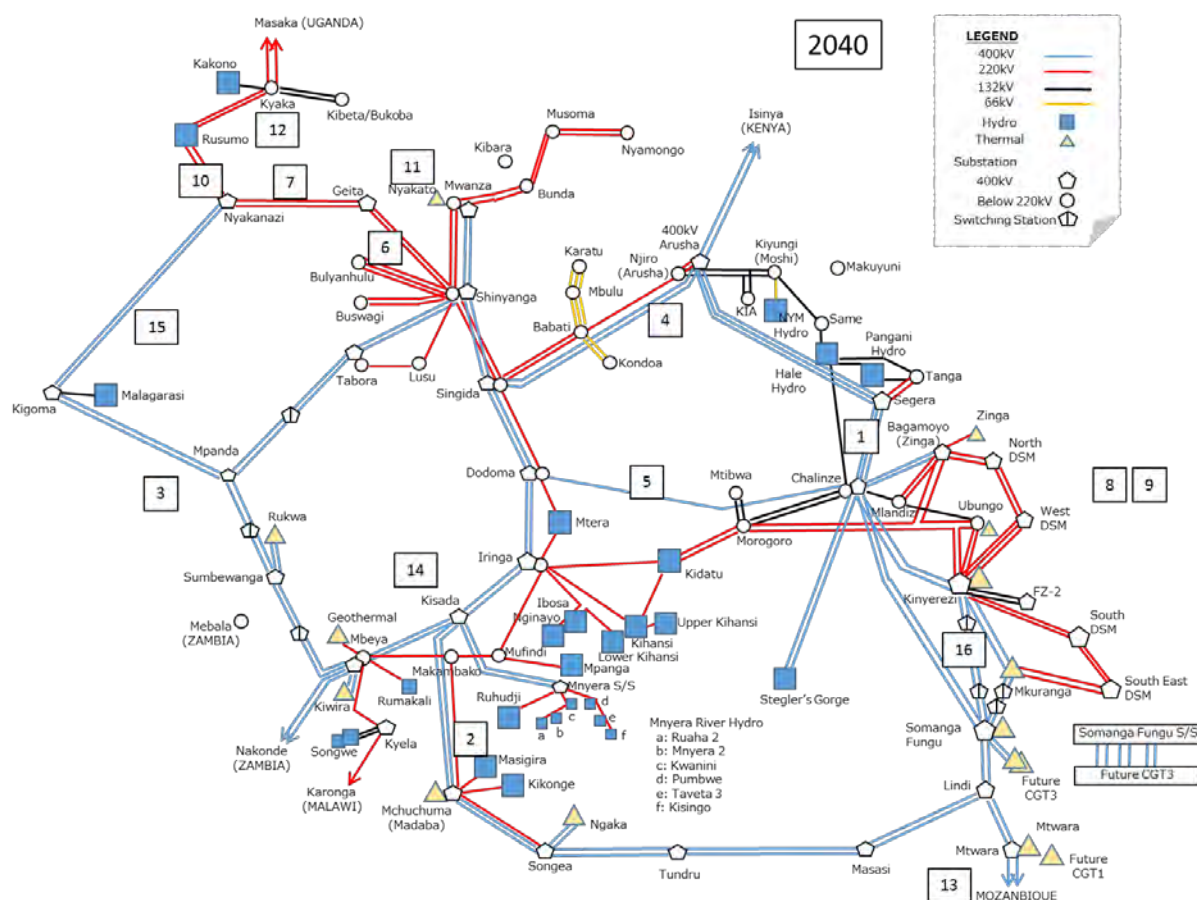 Masaka (UGANDA)
2040
LEGEND
400kV
220kV
132kV
66kV
Hydro
Thermal
Substation
400kV
Below 220kV
Switching Station
Kakono
Kyaka
Kibeta/Bukoba
12
Rusumo
10
7
Nyakanazi
Geita
11
Nyakato
Mwanza
Kibara
Musoma
Nyamongo
Bunda
Isinya
(KENYA)
6
Bulyanhulu
Buswagi
Shinyanga
Karatu
Mbulu
Babati
Kondoa
400kV
Arusha
Njiro
(Arusha)
Kiyungi
(Moshi)
Makuyuni
KIA
NYM
Hydro
Same
4
Pangani
Hydro
Hale
Hydro
Tanga
Segera
15
Kigoma
Malagarasi
Tabora
Lusu
Singida
Mpanda
3
Rukwa
Sumbewanga
Dodoma
5
Mtibwa
1
Chalinze
Bagamoyo
(Zinga)
Zinga
North
DSM
8
9
Mlandizi
Ubungo
West
DSM
Mtera
Morogoro
Iringa
Kidatu
14
Kisada
Kinyerezi
FZ-2
South
DSM
Mebala
(ZAMBIA)
Geothermal
Mbeya
Ibosa
Nginayo
Upper Kihansi
Kihansi
Lower Kihansi
Mufindi
Makambako
Mpanga
16
Mkuranga
South East
DSM
Stegler's Gorge
Kiwira
Rumakali
Mnyera S/S
Ruhudji
a
b
c
d
e
f
Mnyera River Hydro
a: Ruaha 2
b: Mnyera 2
c: Kwanini
d: Pumbwe
e: Taveta 3
f: Kisingo
Nakonde
(ZAMBIA)
Songwe
Kyela
2
Masigira
Kikonge
Karonga
(MALAWI)
Mchuchuma
(Madaba)
Ngaka
Songea
Tundru
Masasi
Somanga
Fungu
Somanga Fungu S/S
Future CGT3
Future
CGT3
Lindi
Mtwara
Mtwara
Future
CGT1
13
MOZANBIQUE